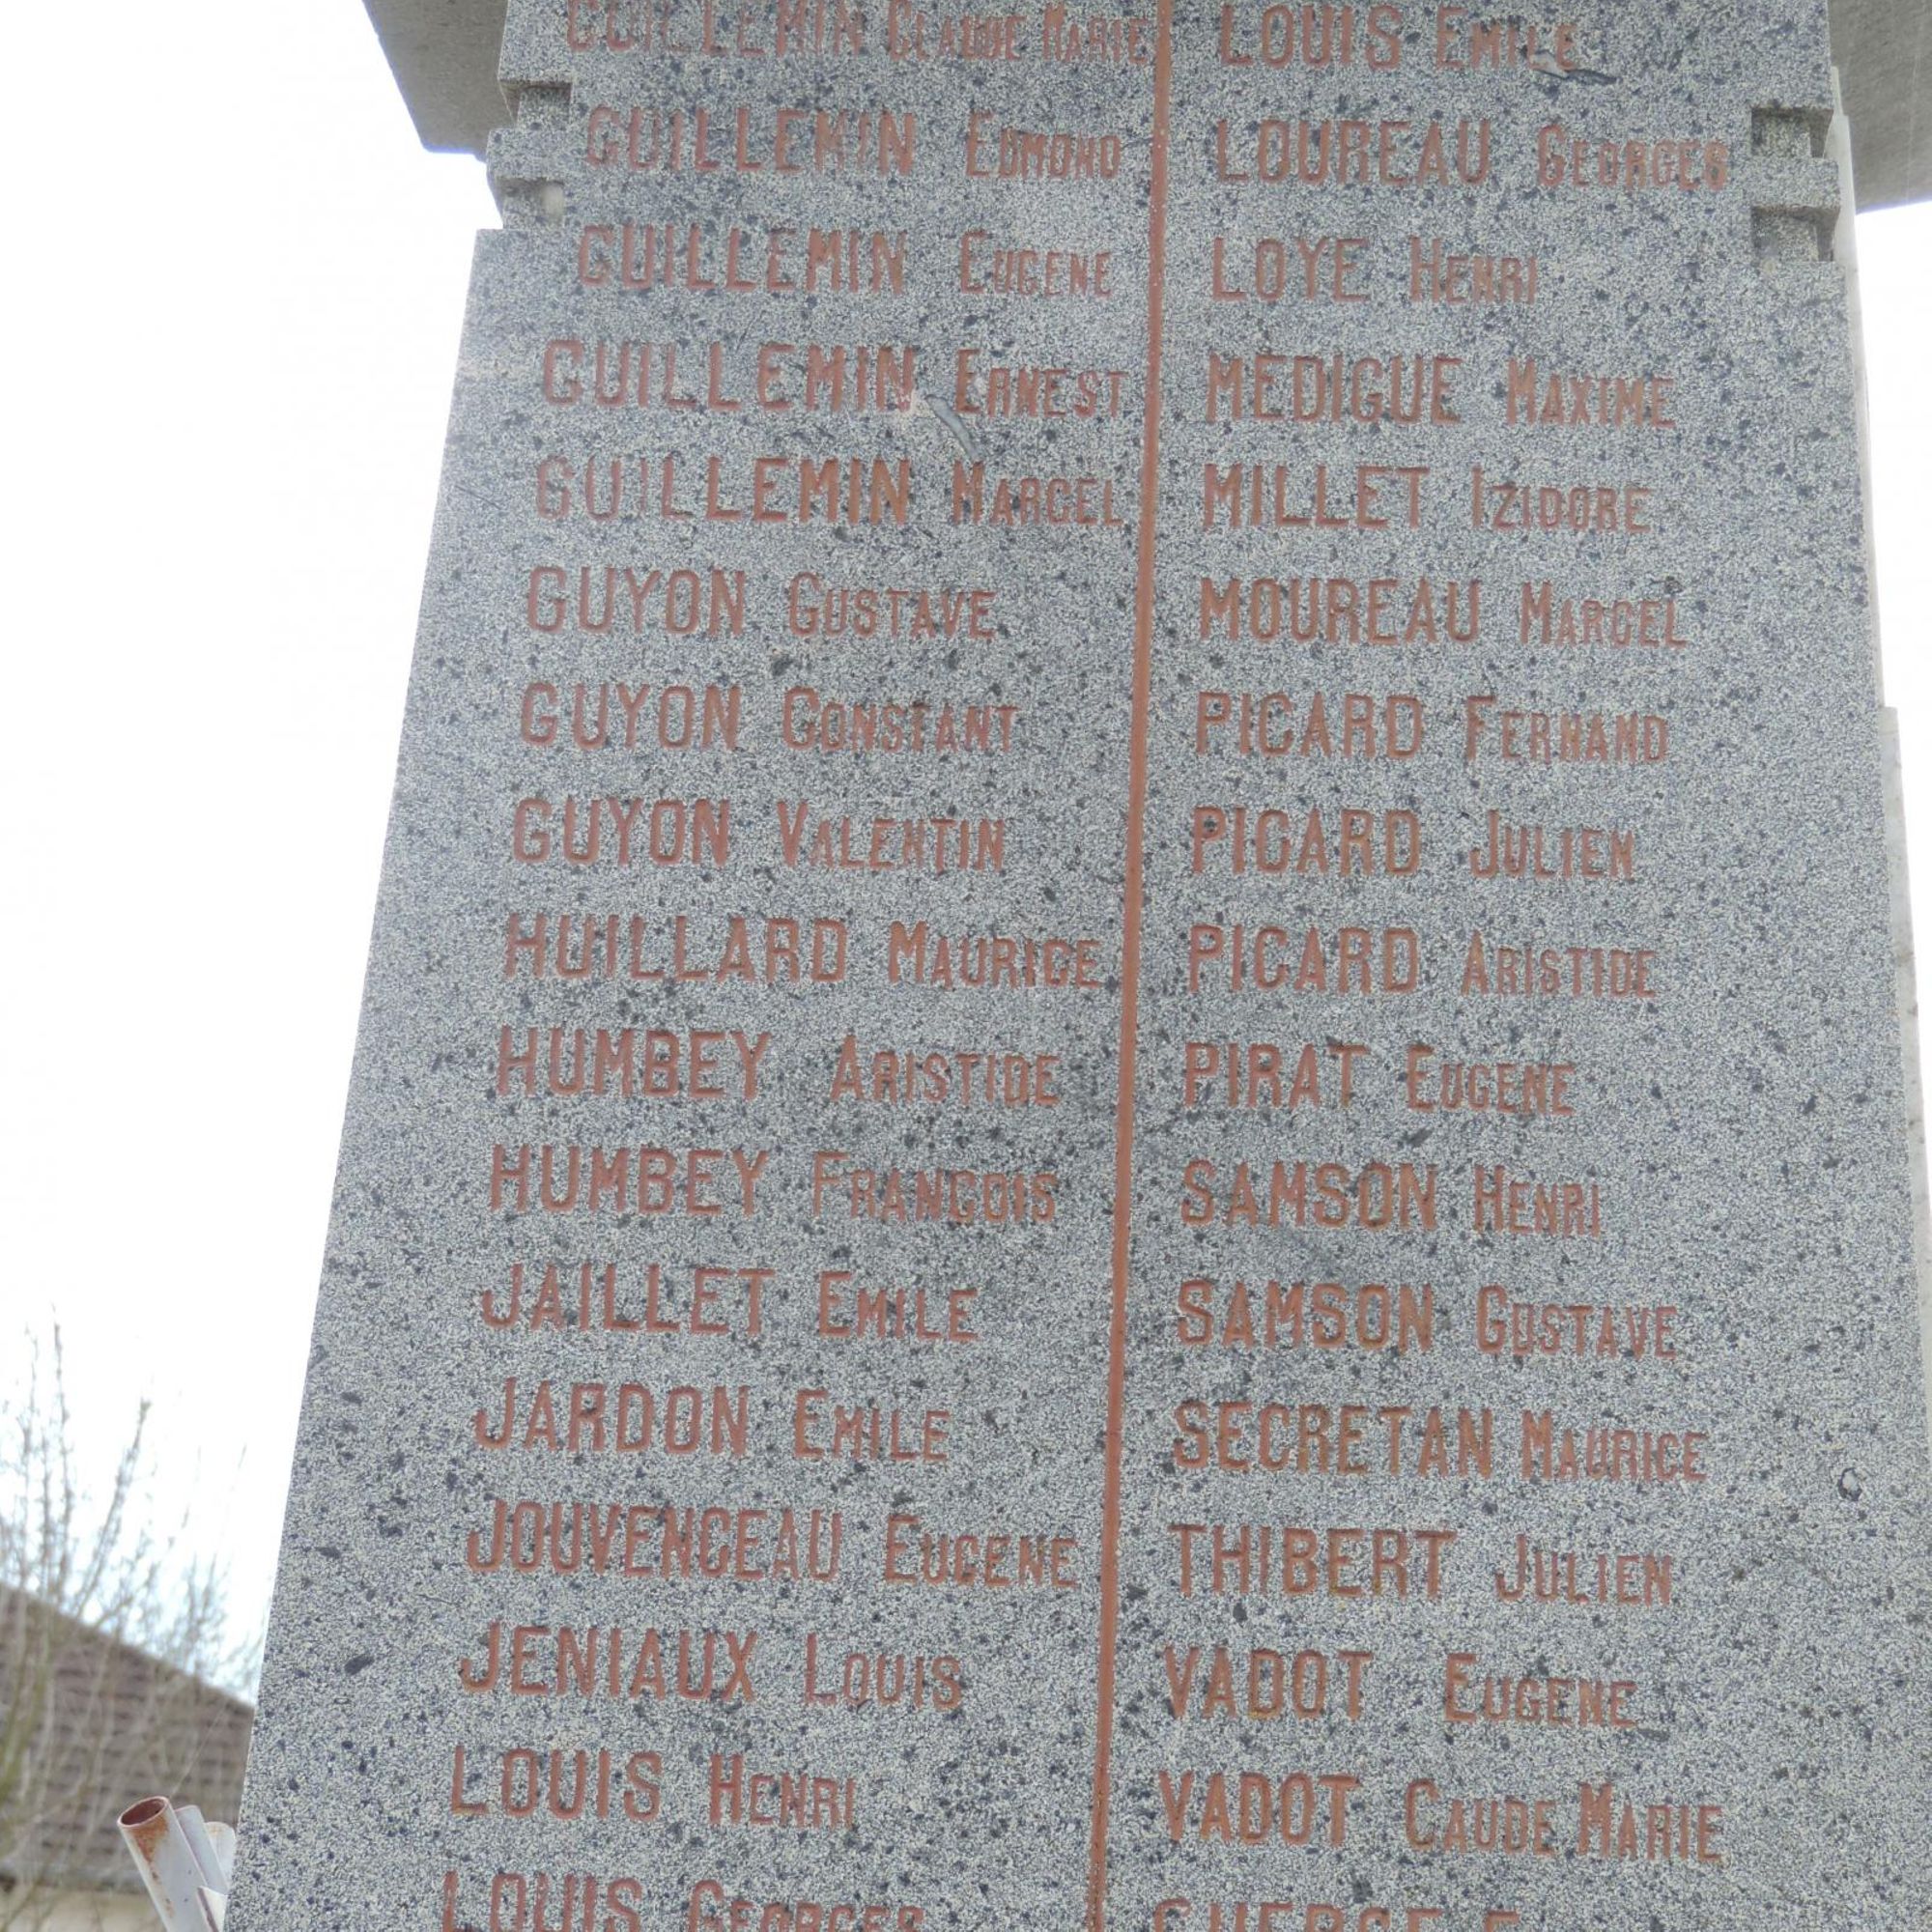 GUILLEMIN CLAUDE MARIE
GUILLEMIN EDMOND
GUILLEMIN EUGENE
GUILLEMIN ERNEST
GUILLEMIN MARCEL
GUYON GUSTAVE
GUYON CONSTANT
GUYON VALENTIN
HUILLARD MAURICE
HUMBEY ARISTIDE
HUMBEY FRANCOIS
JAILLET EMILE
JARDON EMILE
JOUVENCEAU EUGENE
JENIAUX LOUIS
LOUIS HENRI
LOUIS GEORGES
LOUIS EMILE
LOUREAU GEORGES
LOYE HENRI
MEDIGUE MAXIME
MILLET IZIDORE
MOUREAU MARCEL
PICARD FERNAND
PICARD JULIEN
PICARD ARISTIDE
PIRAT EUGENE
SAMSON HENRI
SAMSON GUSTAVE
SECRETAN MAURICE
THIBERT JULIEN
VADOT EUGENE
VADOT CAUDE MARIE